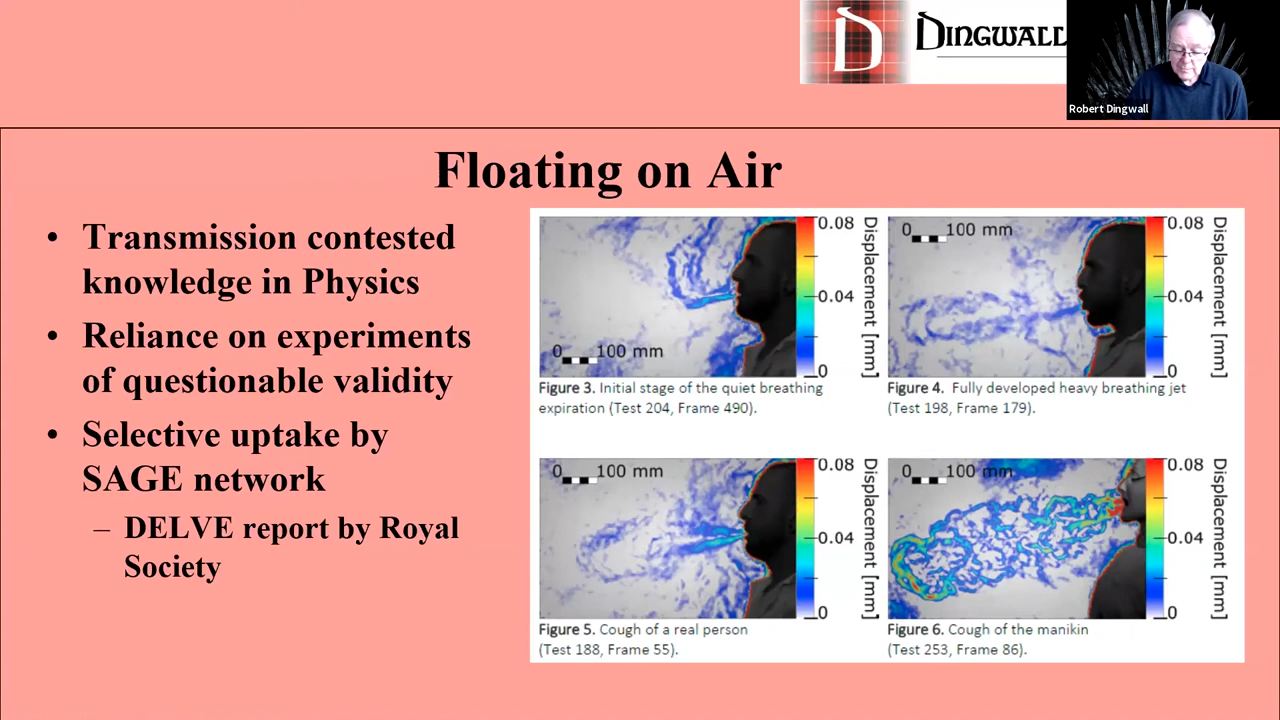 DINGWALL
Robert Dingwall
Floating on Air
• Transmission contested
knowledge in Physics
• Reliance on experiments
of questionable validity
• Selective uptake by
SAGE network
– DELVE report by Royal
Society
0 100 mm
0.08
0.04
0
Displacement [mm]
Figure 3. Initial stage of the quiet breathing
expiration (Test 204, Frame 490).
0 100 mm
0.08
0.04
0
Displacement [mm]
Figure 4. Fully developed heavy breathing jet
(Test 198, Frame 179).
0 100 mm
0.08
0.04
0
Displacement [mm]
Figure 5. Cough of a real person
(Test 188, Frame 55).
0 100 mm
0.08
0.04
0
Displacement [mm]
Figure 6. Cough of the manikin
(Test 253, Frame 86).